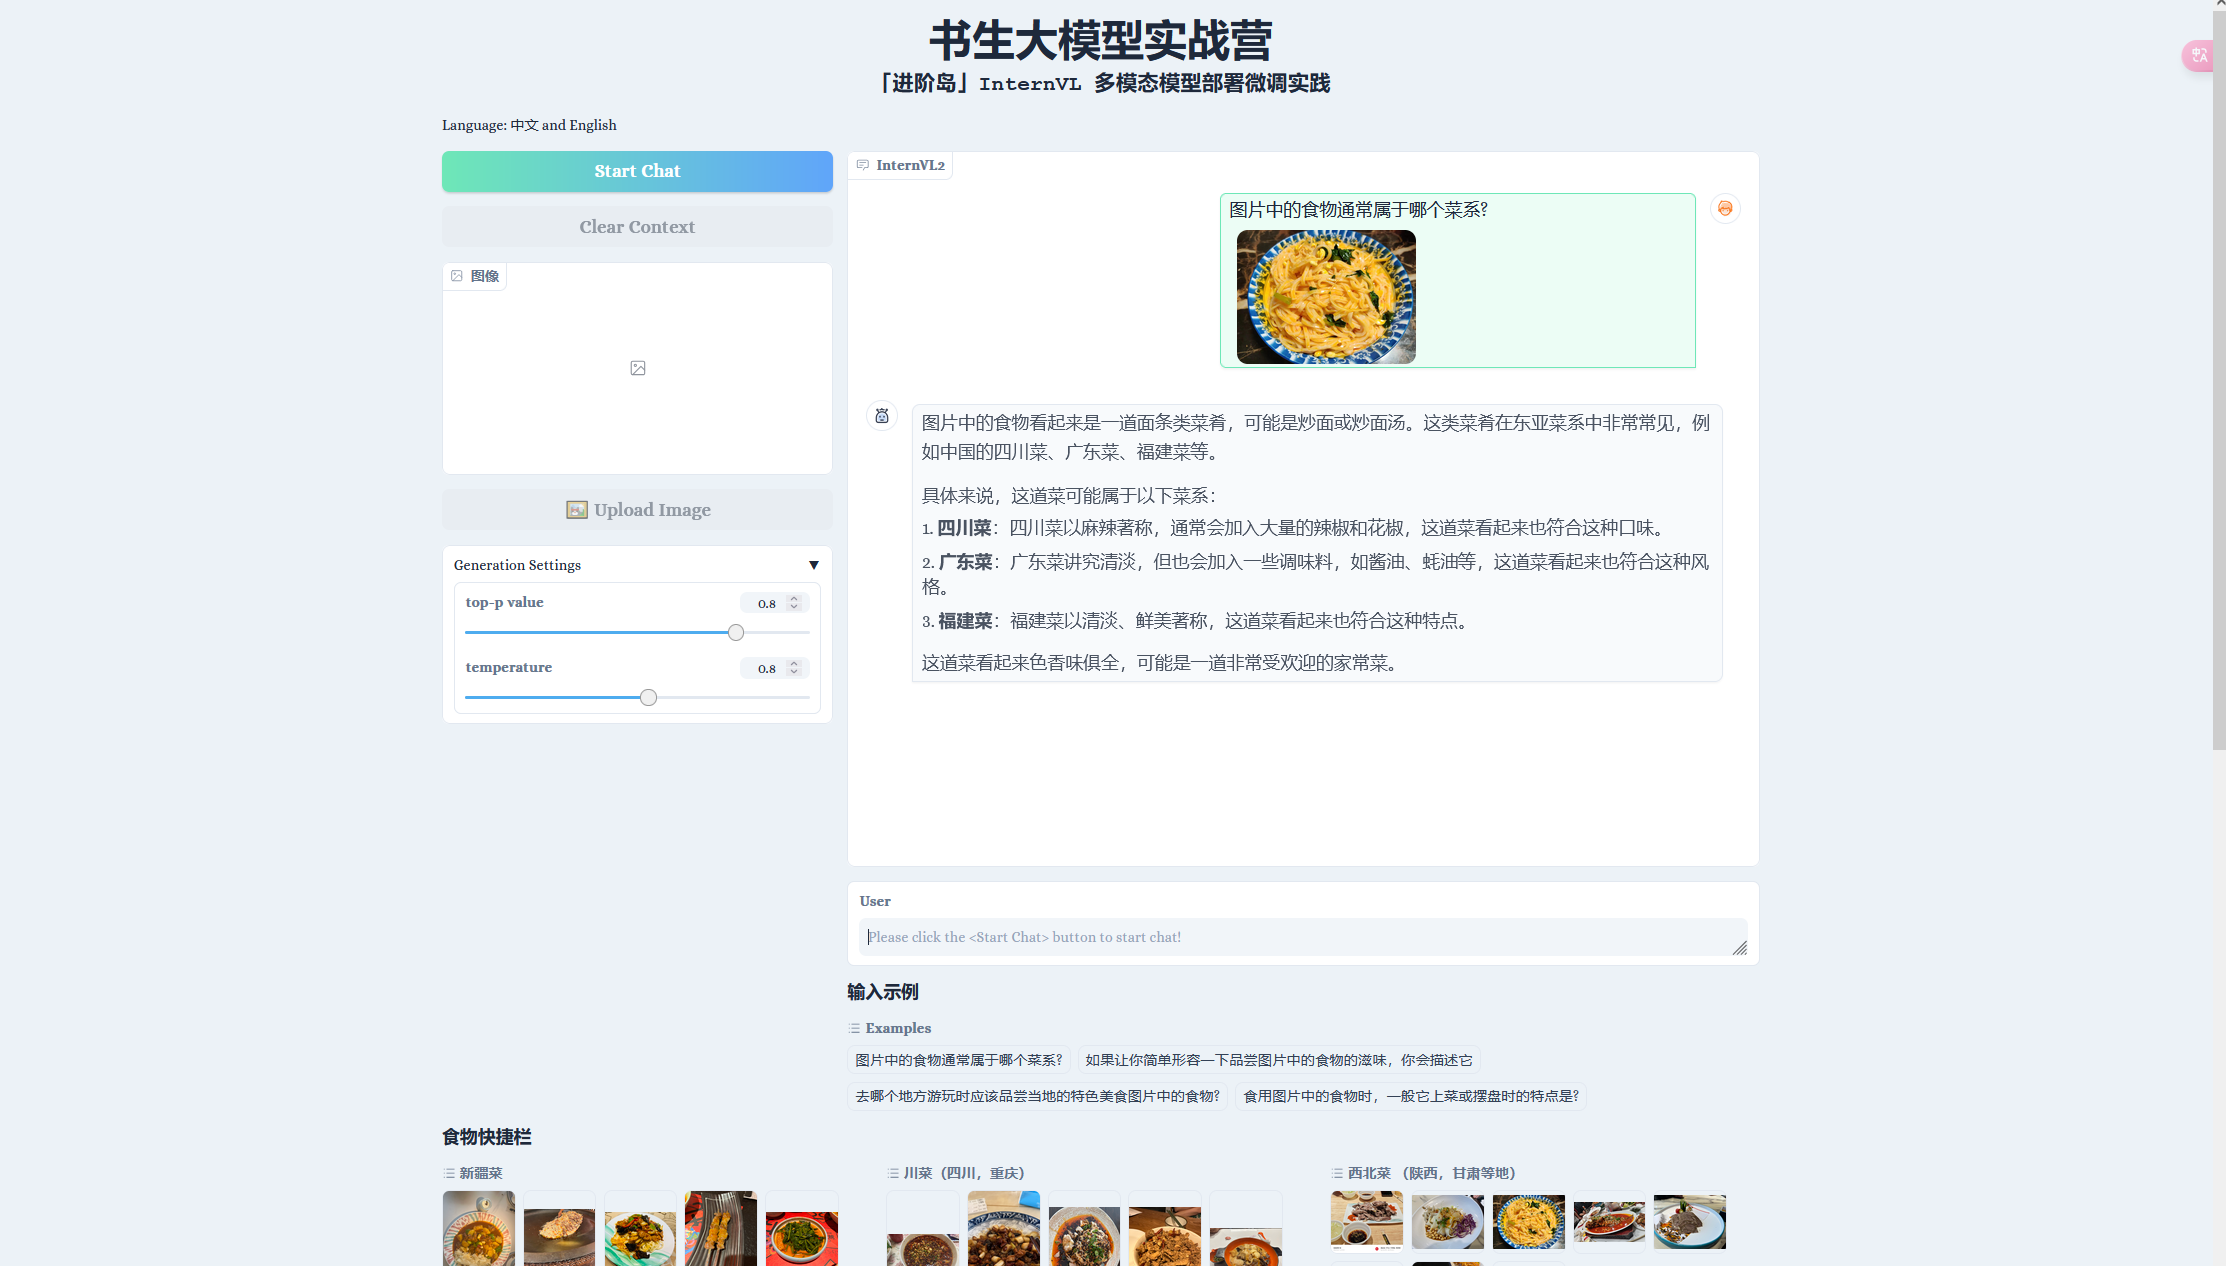 书生大模型实战营
「进阶岛」InternVL 多模态模型部署微调实践
Language: 中文 and English
Start Chat
Clear Context
图像
Upload Image
Generation Settings ▼
top-p value 0.8
temperature 0.8
InternVL2
图片中的食物通常属于哪个菜系?
图片中的食物看起来是一道面条类菜肴，可能是炒面或炒面汤。这类菜肴在东亚菜系中非常常见，例
如中国的四川菜、广东菜、福建菜等。
具体来说，这道菜可能属于以下菜系：
1. 四川菜：四川菜以麻辣著称，通常会加入大量的辣椒和花椒，这道菜看起来也符合这种口味。
2. 广东菜：广东菜讲究清淡，但也会加入一些调味料，如酱油、蚝油等，这道菜看起来也符合这种风
格。
3. 福建菜：福建菜以清淡、鲜美著称，这道菜看起来也符合这种特点。
这道菜看起来色香味俱全，可能是一道非常受欢迎的家常菜。
User
Please click the <Start Chat> button to start chat!
输入示例
Examples
图片中的食物通常属于哪个菜系?
如果让你简单形容一下品尝图片中的食物的滋味，你会描述它
去哪个地方游玩时应该品尝当地的特色美食图片中的食物?
食用图片中的食物时，一般它上菜或摆盘时的特点是?
食物快捷栏
新疆菜
川菜（四川，重庆）
西北菜 （陕西，甘肃等地）